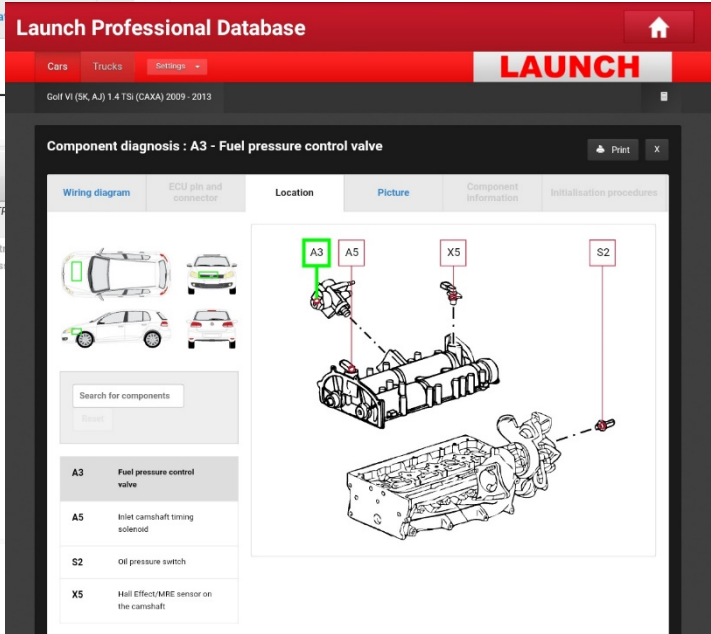 Launch Professional Database
Cars Trucks Settings
LAUNCH
Golf VI (5K, AJ) 1.4 TSi (CAXA) 2009 - 2013
Component diagnosis : A3 - Fuel pressure control valve
Print X
Wiring diagram
ECU pin and
connector
Location
Picture
Component
information
Initialisation procedures
A3 A5 X5 S2
Search for components
Reset
A3 Fuel pressure control
valve
A5 Inlet camshaft timing
solenoid
S2 Oil pressure switch
X5 Hall Effect/MRE sensor on
the camshaft